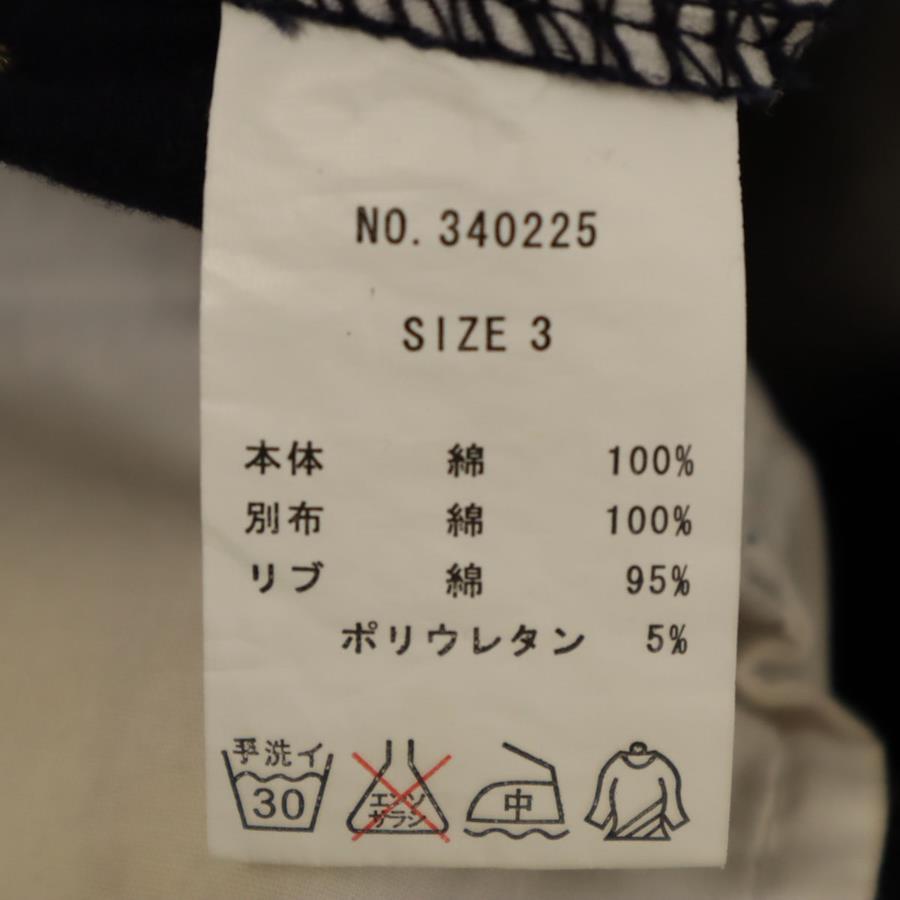 NO. 340225
SIZE 3
本体 綿 100%
別布 綿 100%
リブ 綿 95%
ポリウレタン 5%
手洗イ
30
エンソ
サラシ
中